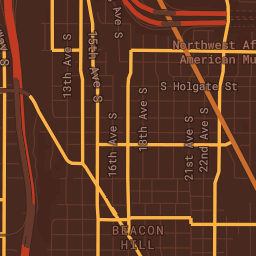 15th Ave S
13th Ave S
Northwest Af
American Mu
S Holgate St
16th Ave S
18th Ave S
21st Ave S
22nd Ave S
BEACON
HILL